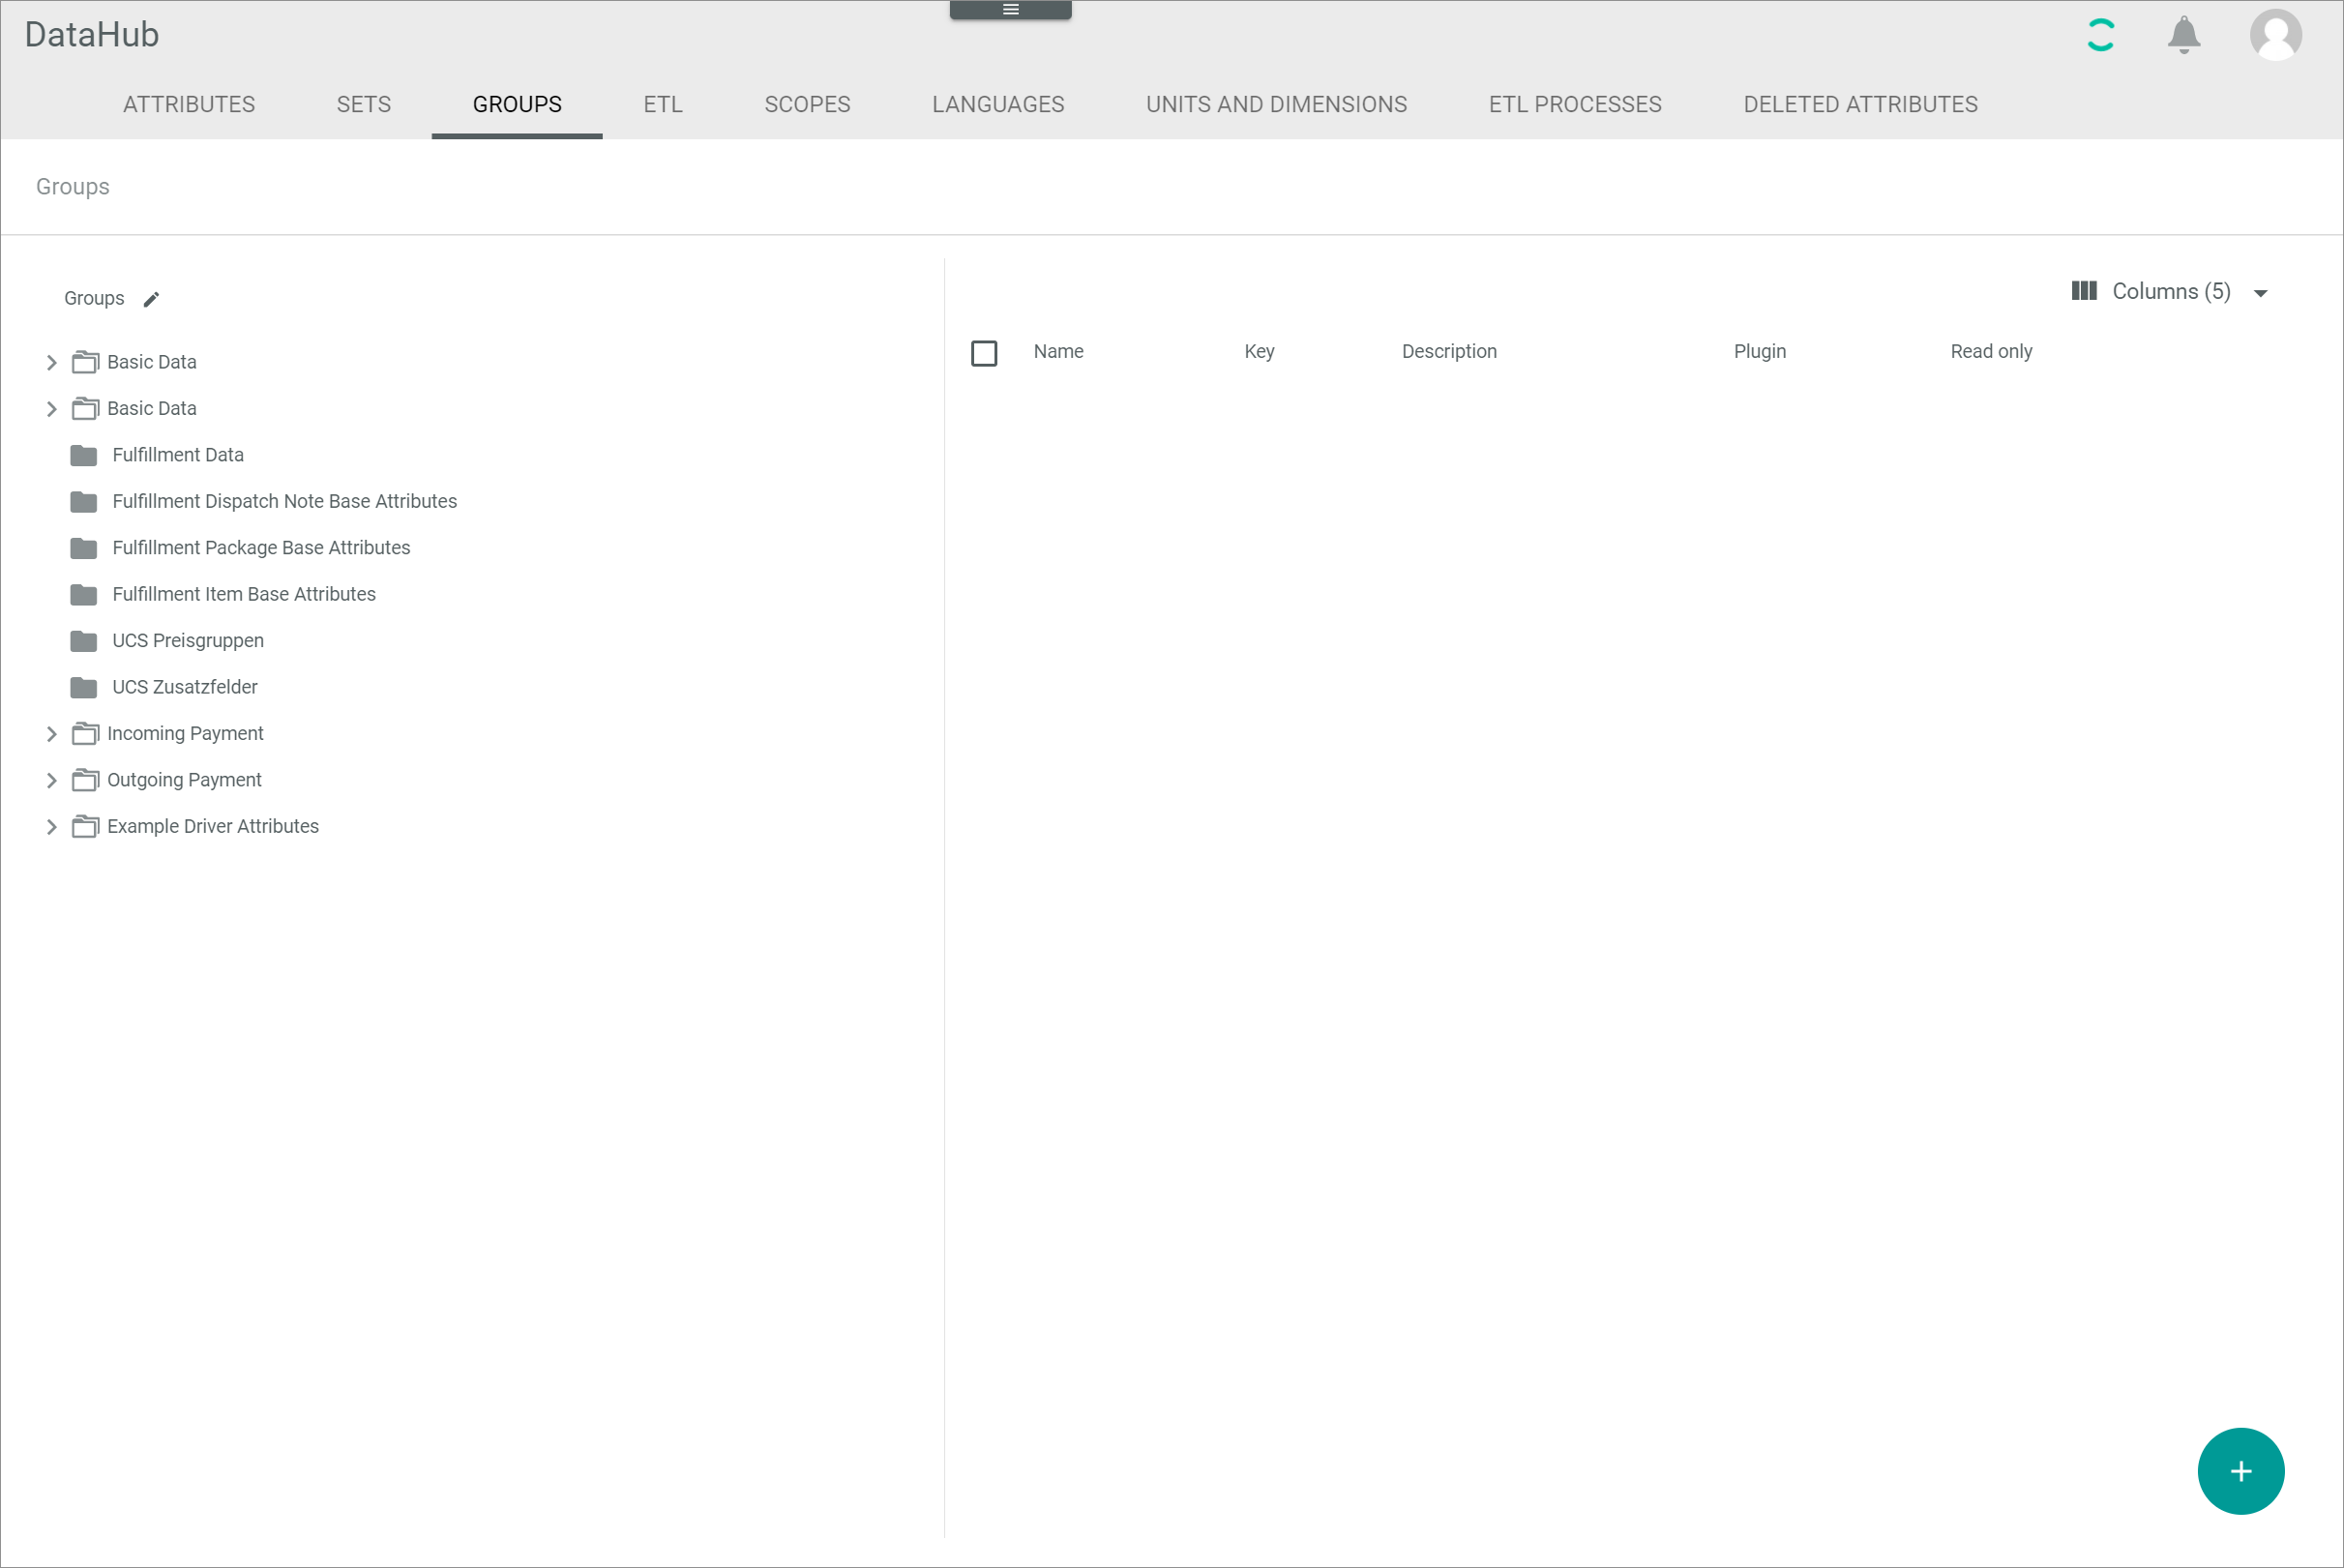 DataHub
ATTRIBUTES SETS GROUPS ETL SCOPES LANGUAGES UNITS AND DIMENSIONS ETL PROCESSES DELETED ATTRIBUTES
Groups
Groups
Columns (5)
Name Key Description Plugin Read only
Basic Data
Basic Data
Fulfillment Data
Fulfillment Dispatch Note Base Attributes
Fulfillment Package Base Attributes
Fulfillment Item Base Attributes
UCS Preisgruppen
UCS Zusatzfelder
Incoming Payment
Outgoing Payment
Example Driver Attributes